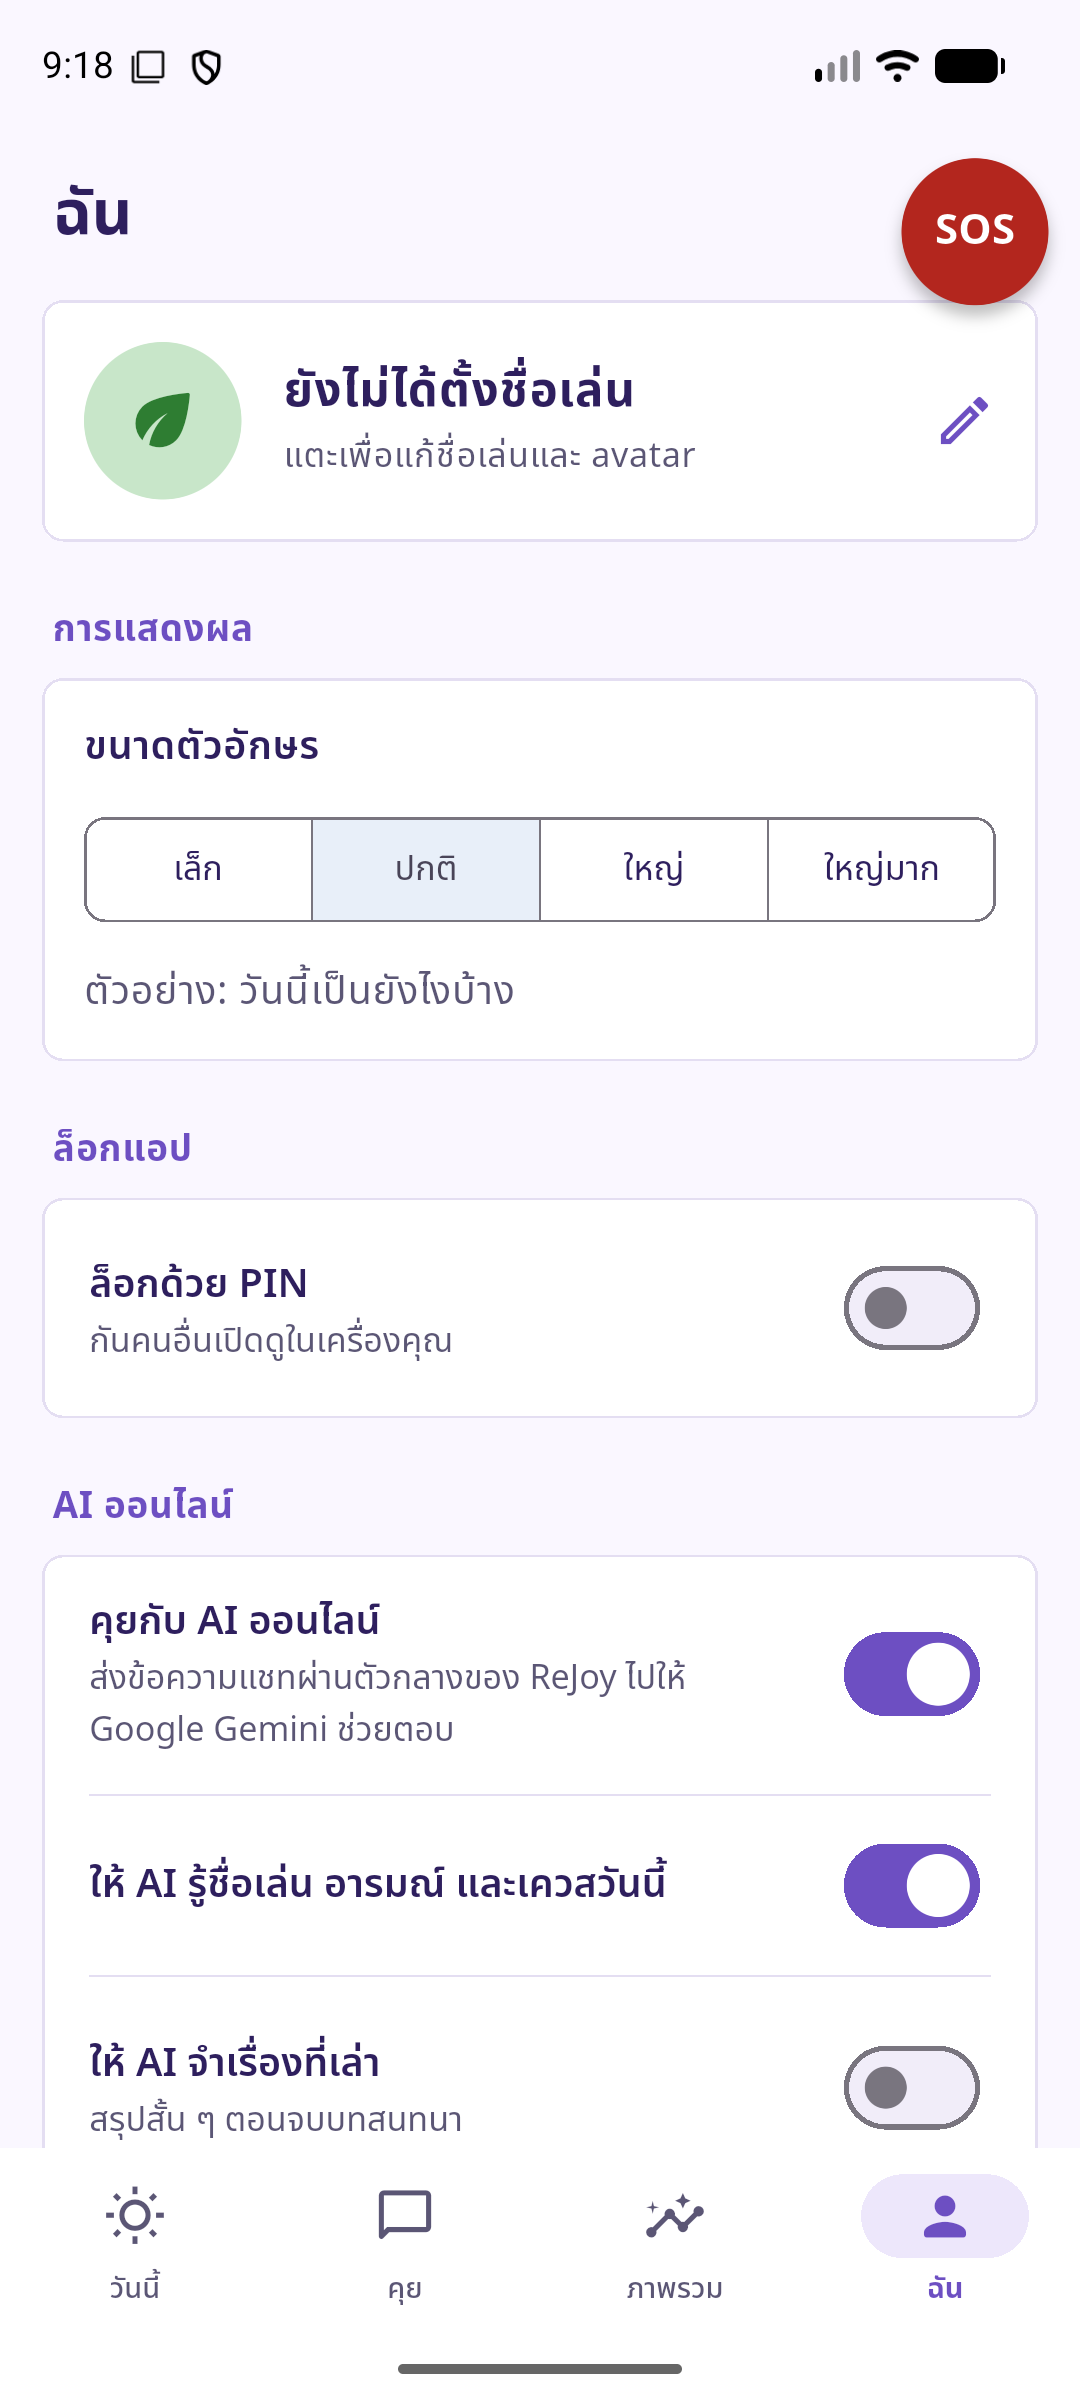 9:18
ฉัน
SOS
ยังไม่ได้ตั้งชื่อเล่น
แตะเพื่อแก้ชื่อเล่นและ avatar
การแสดงผล
ขนาดตัวอักษร
เล็ก ปกติ ใหญ่ ใหญ่มาก
ตัวอย่าง: วันนี้เป็นยังไงบ้าง
ล็อกแอป
ล็อกด้วย PIN
กันคนอื่นเปิดดูในเครื่องคุณ
AI ออนไลน์
คุยกับ AI ออนไลน์
ส่งข้อความแชทผ่านตัวกลางของ ReJoy ไปให้
Google Gemini ช่วยตอบ
ให้ AI รู้ชื่อเล่น อารมณ์ และเควสวันนี้
ให้ AI จำเรื่องที่เล่า
สรุปสั้น ๆ ตอนจบบทสนทนา
วันนี้ คุย ภาพรวม ฉัน